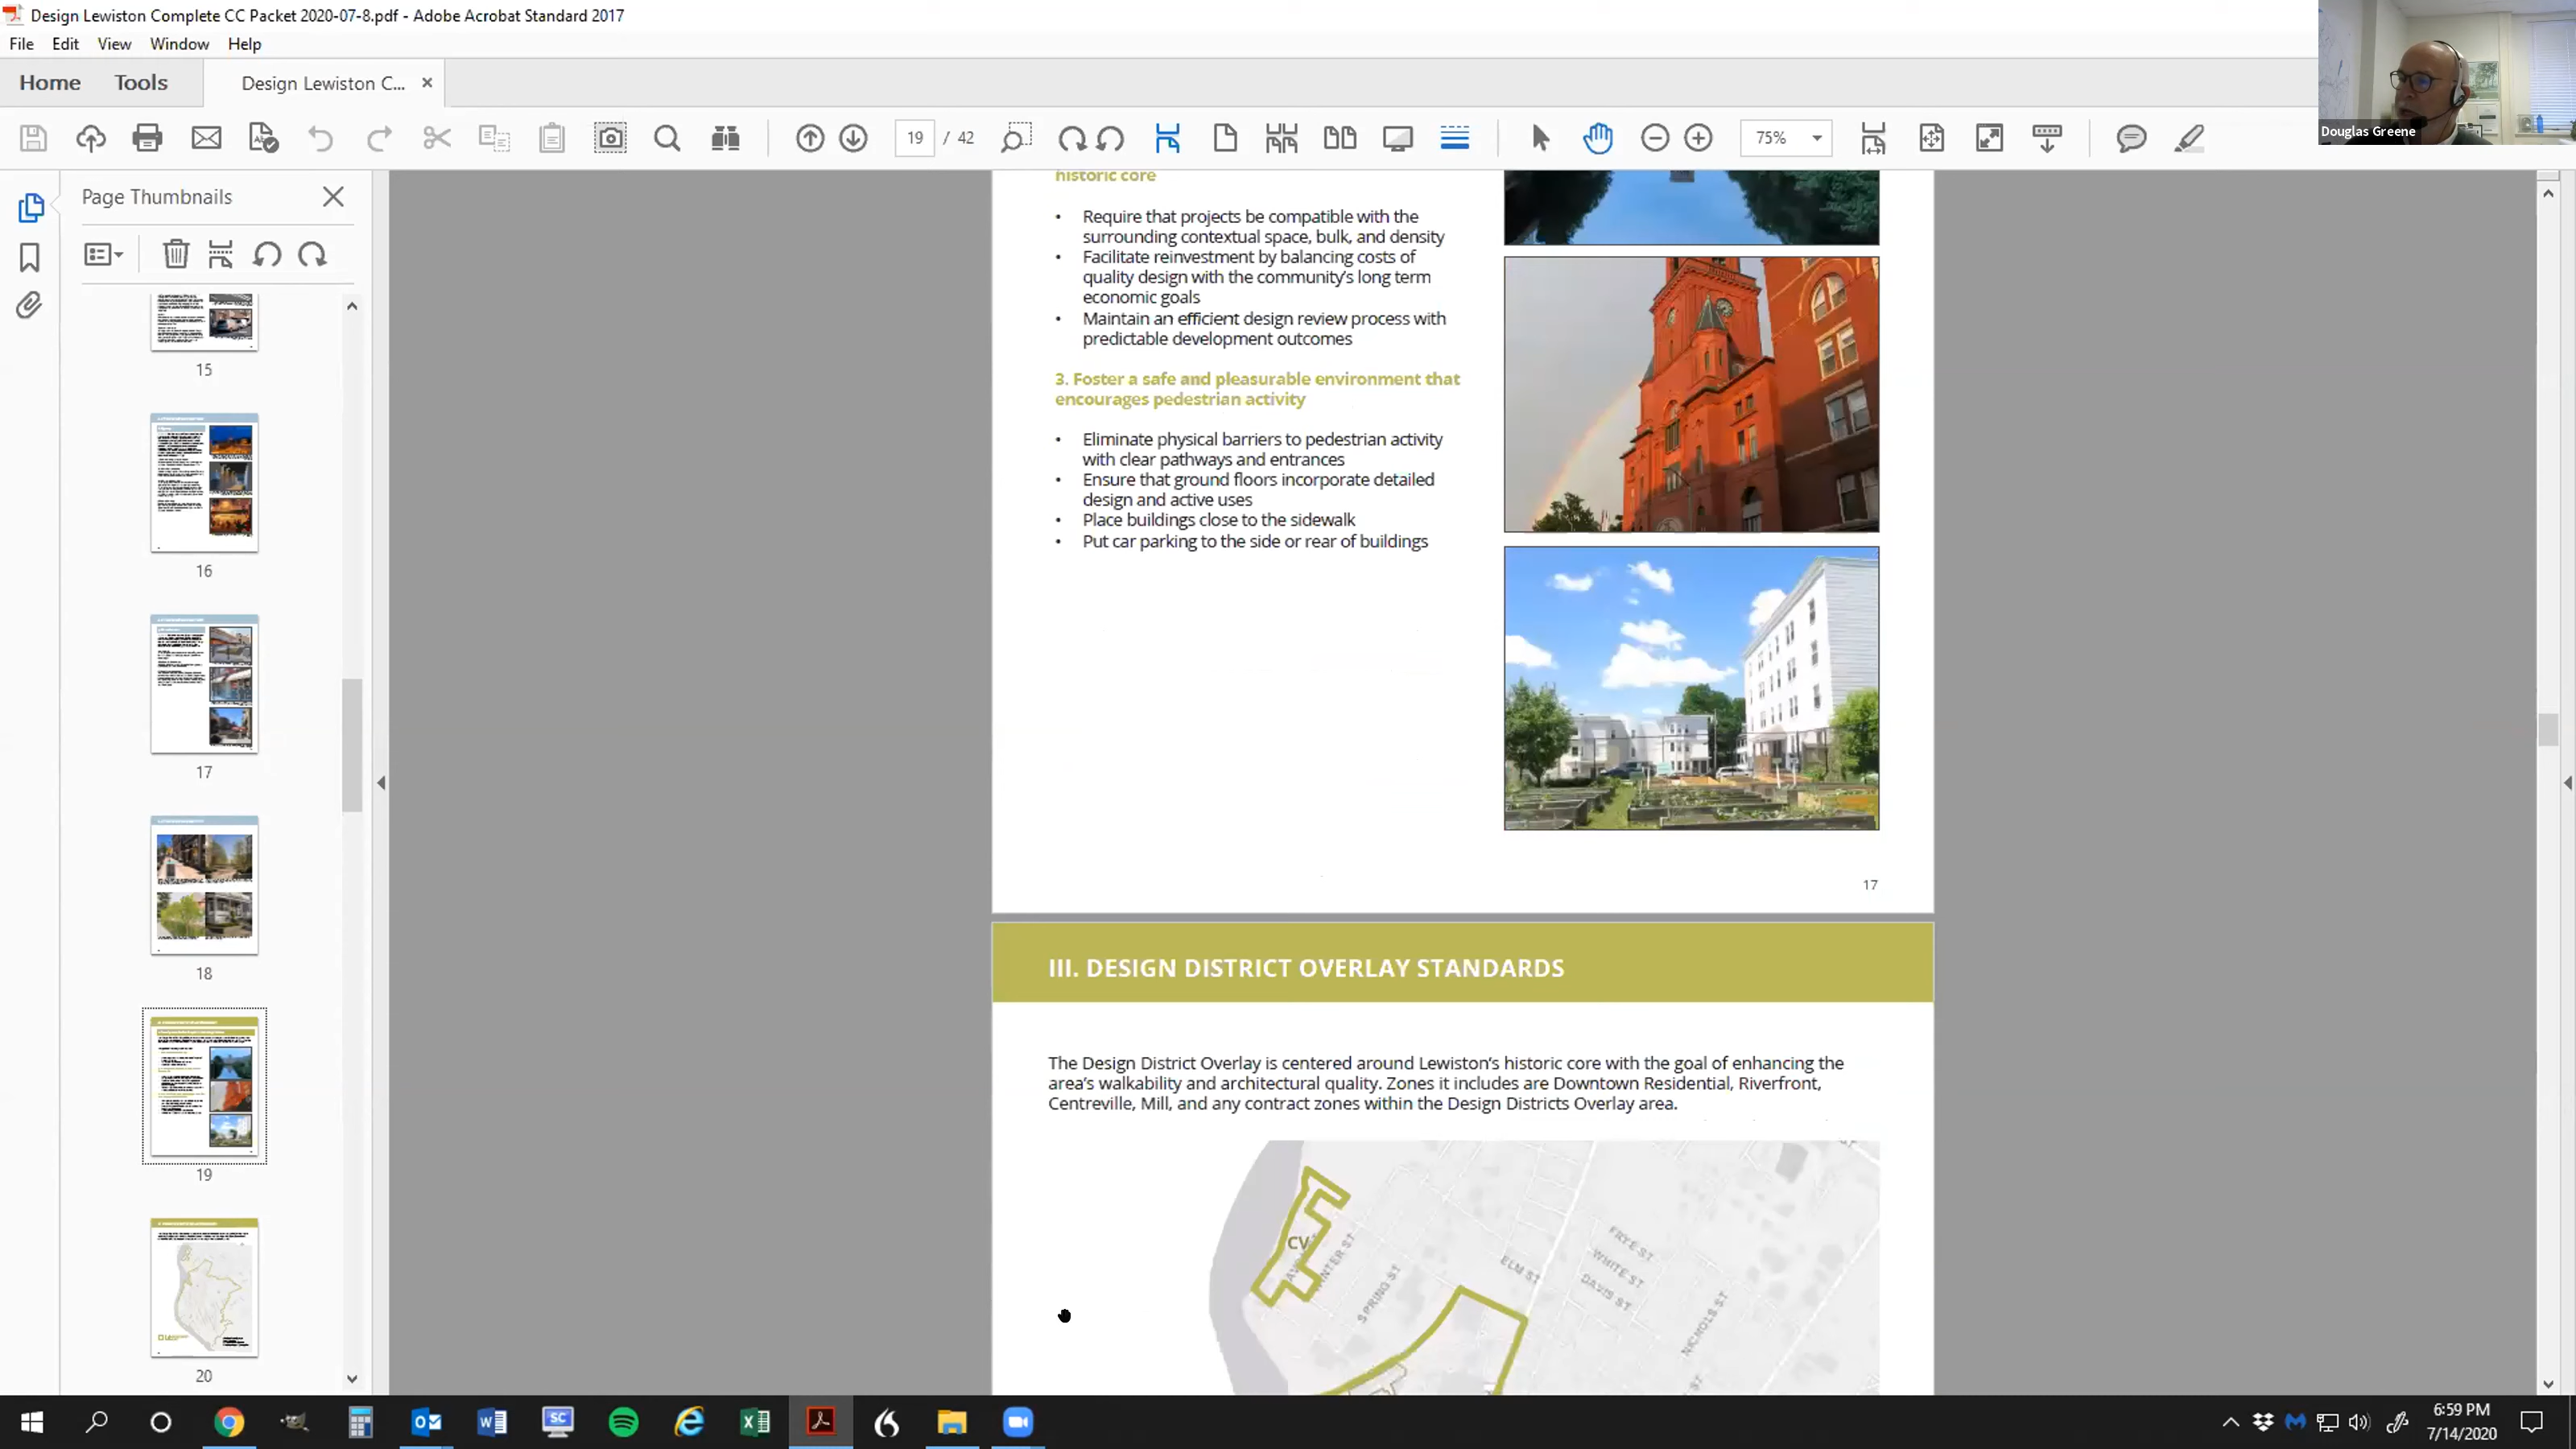 Design Lewiston Complete CC Packet 2020-07-8.pdf - Adobe Acrobat Standard 2017
File Edit View Window Help
Home Tools Design Lewiston C... ×
19 / 42 75%
Douglas Greene
Page Thumbnails
15
16
17
18
19
20
historic core
• Require that projects be compatible with the
surrounding contextual space, bulk, and density
• Facilitate reinvestment by balancing costs of
quality design with the community's long term
economic goals
• Maintain an efficient design review process with
predictable development outcomes
3. Foster a safe and pleasurable environment that
encourages pedestrian activity
• Eliminate physical barriers to pedestrian activity
with clear pathways and entrances
• Ensure that ground floors incorporate detailed
design and active uses
• Place buildings close to the sidewalk
• Put car parking to the side or rear of buildings
17
III. DESIGN DISTRICT OVERLAY STANDARDS
The Design District Overlay is centered around Lewiston's historic core with the goal of enhancing the
area's walkability and architectural quality. Zones it includes are Downtown Residential, Riverfront,
Centreville, Mill, and any contract zones within the Design Districts Overlay area.
CV
SPRING ST
ELM ST
FRYE ST
WHITE ST
DAVIS ST
NICHOLS ST
ST
SC
6:59 PM
7/14/2020